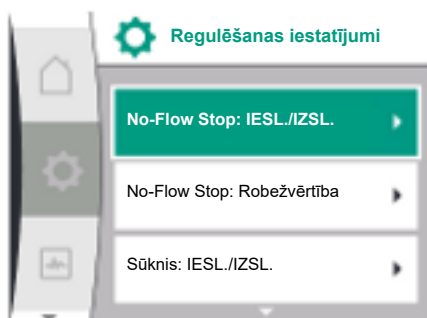 Regulēšanas iestatījumi
No-Flow Stop: IESL./IZSL.
No-Flow Stop: Robežvērtība
Sūknis: IESL./IZSL.